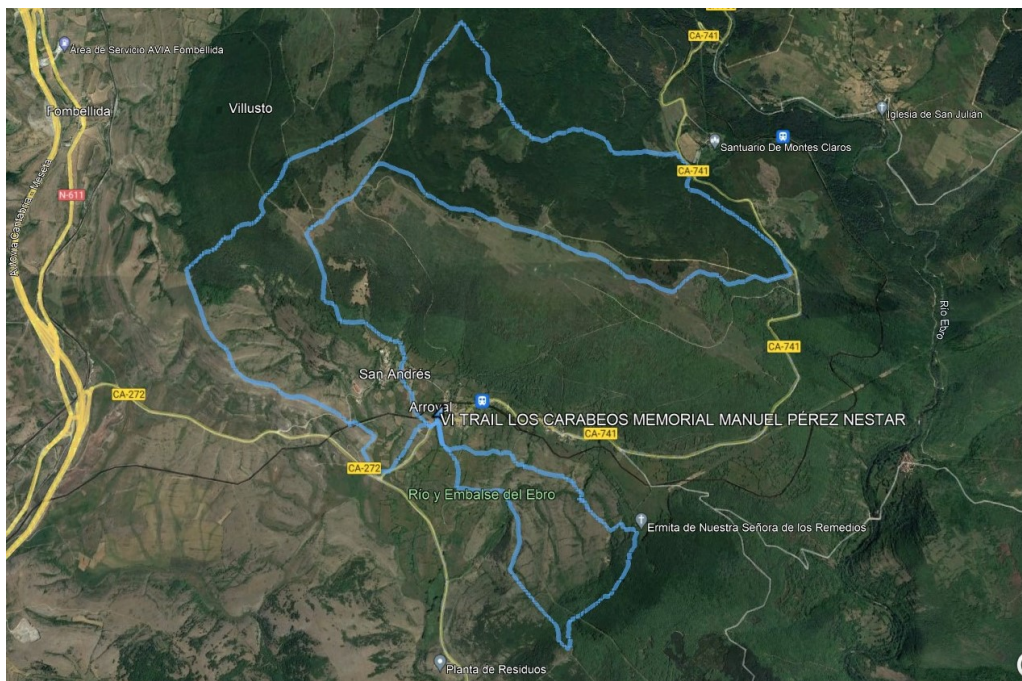 CA-741
Área de Servicio AVIA Fombellida
Fombellida
Villusto
Iglesia de San Julián
Santuario De Montes Claros
CA-741
N-611
Autovía Cantabria - Meseta
Río Ebro
CA-741
San Andrés
CA-272
Arroyal
VI TRAIL LOS CARABEOS MEMORIAL MANUEL PÉREZ NESTAR
CA-741
CA-272
Río y Embalse del Ebro
Ermita de Nuestra Señora de los Remedios
Planta de Residuos